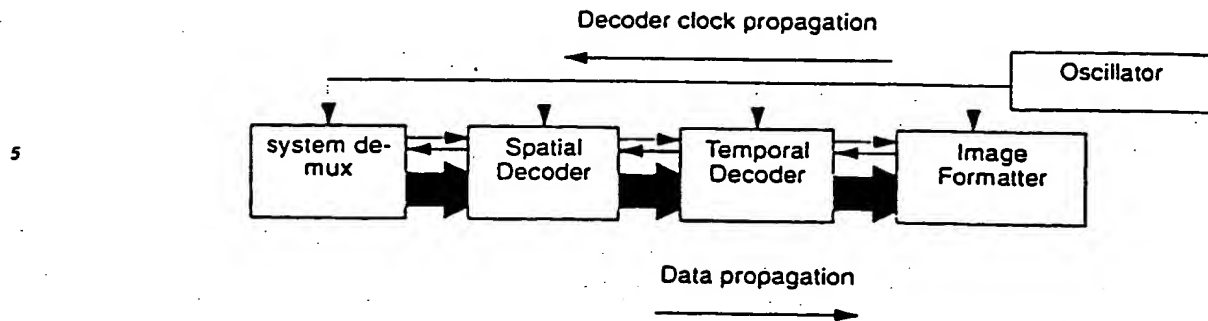 Decoder clock propagation
Oscillator
5
system de-
mux
Spatial
Decoder
Temporal
Decoder
Image
Formatter
Data propagation